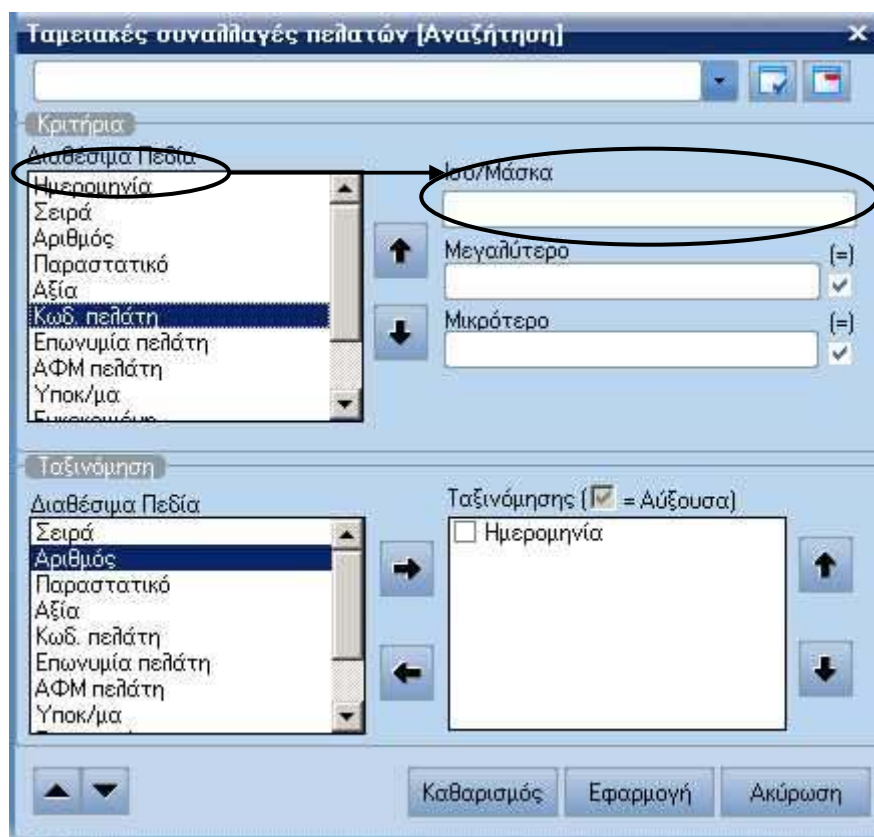 Ταμειακές συναλλαγές πελατών [Αναζήτηση]
Κριτήρια
Διαθέσιμα Πεδία
Ημερομηνία
Σειρά
Αριθμός
Παραστατικό
Αξία
Κωδ. πελάτη
Επωνυμία πελάτη
ΑΦΜ πελάτη
Υποκ/μα
Ισο/Μάσκα
Μεγαλύτερο (=)
Μικρότερο (=)
Ταξινόμηση
Διαθέσιμα Πεδία
Σειρά
Αριθμός
Παραστατικό
Αξία
Κωδ. πελάτη
Επωνυμία πελάτη
ΑΦΜ πελάτη
Υποκ/μα
Ταξινόμησης ( = Αύξουσα)
Ημερομηνία
Καθαρισμός Εφαρμογή Ακύρωση